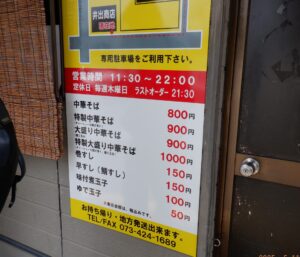 井出商店
専用駐車場をご利用下さい。
営業時間 11:30～22:00
定休日 毎週木曜日 ラストオーダー21:30
中華そば 800円
特製中華そば 900円
大盛り中華そば 900円
特製大盛り中華そば 1000円
巻すし 150円
早すし(鯖すし) 150円
味付煮玉子 100円
ゆで玉子 50円
お持ち帰り・地方発送出来ます。
TEL/FAX 073-424-1689